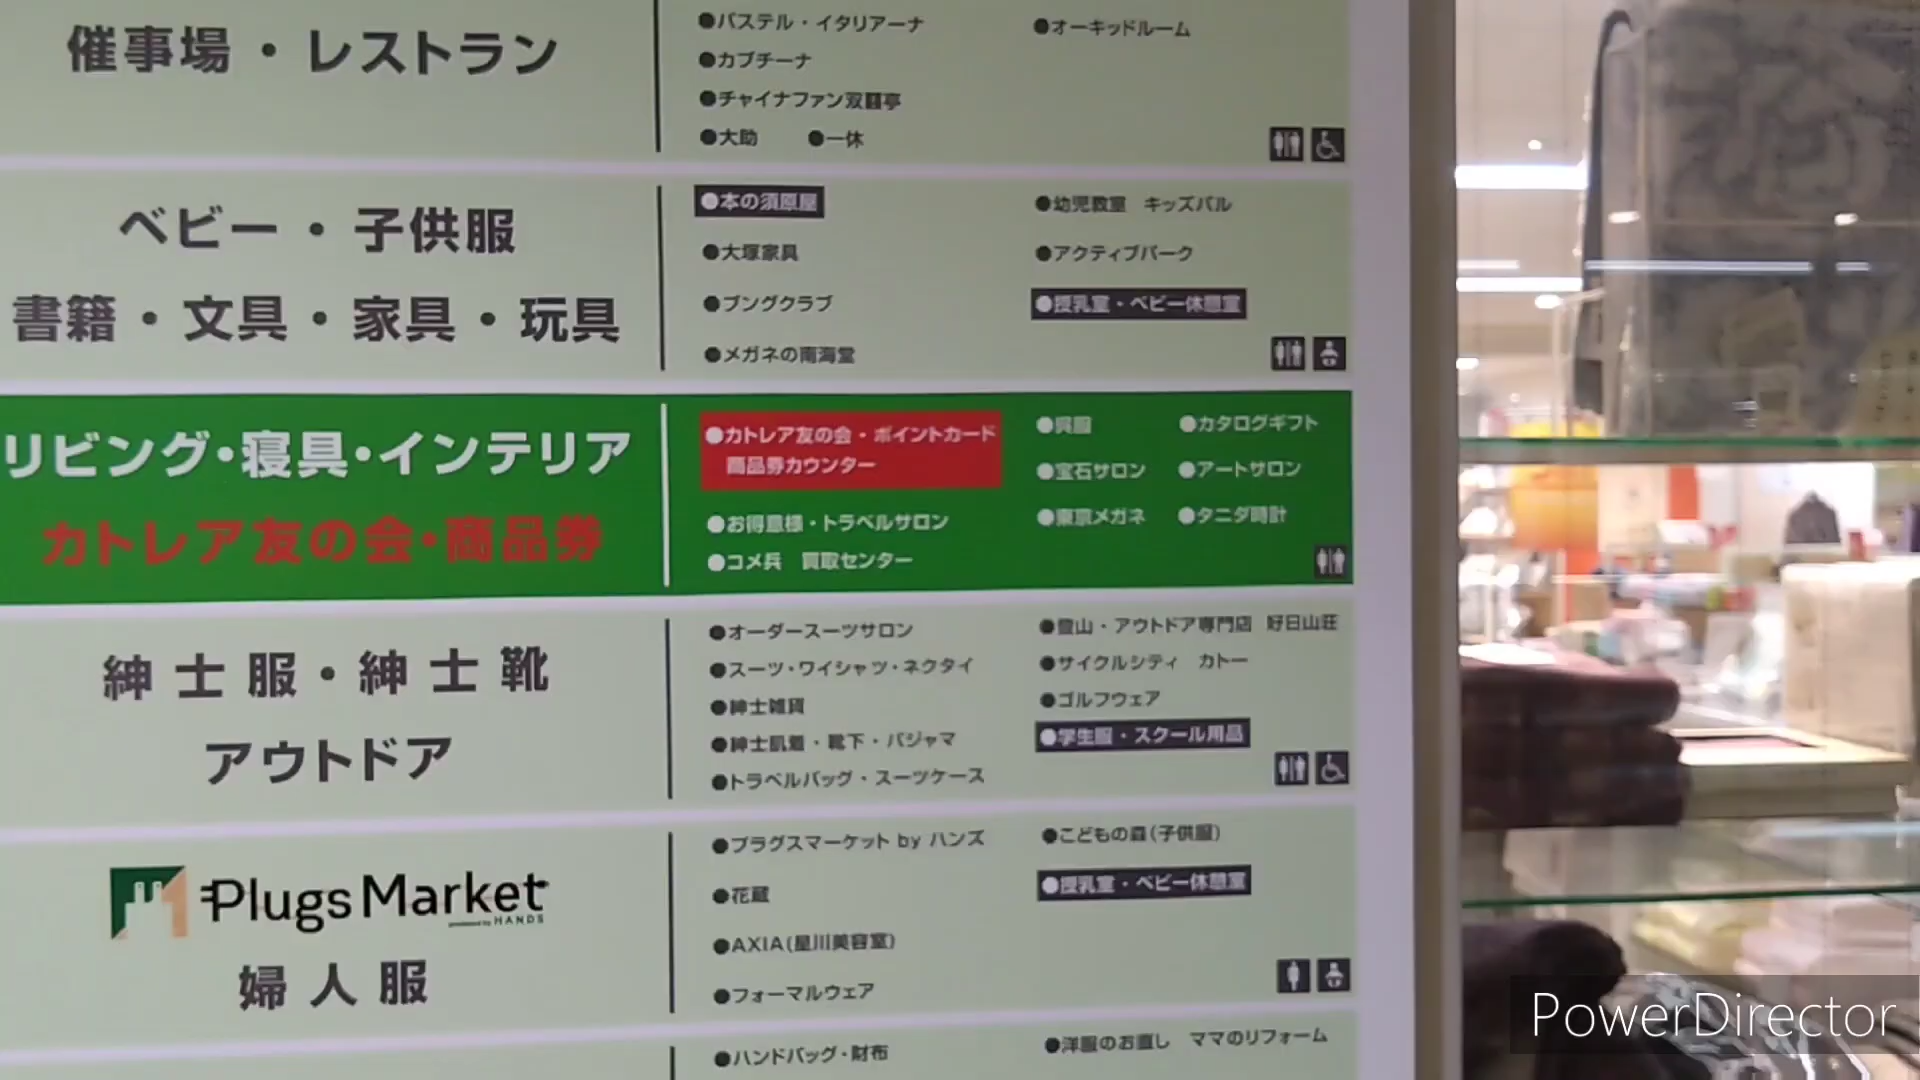 催事場・レストラン
●パステル・イタリアーナ
●オーキッドルーム
●カプチーナ
●チャイナファン双囍亭
●大助 ●一休
ベビー・子供服
書籍・文具・家具・玩具
●本の須原屋
●大塚家具
●ブングクラブ
●メガネの南海堂
●幼児教室 キッズパル
●アクティブパーク
●授乳室・ベビー休憩室
リビング・寝具・インテリア
カトレア友の会・商品券
●カトレア友の会・ポイントカード
商品券カウンター
●お得意様・トラベルサロン
●コメ兵 買取センター
●呉服 ●カタログギフト
●宝石サロン ●アートサロン
●東京メガネ ●タニダ時計
紳士服・紳士靴
アウトドア
●オーダースーツサロン
●スーツ・ワイシャツ・ネクタイ
●紳士雑貨
●紳士肌着・靴下・パジャマ
●トラベルバッグ・スーツケース
●登山・アウトドア専門店 好日山荘
●サイクルシティ カトー
●ゴルフウェア
●学生服・スクール用品
Plugs Market
produced by HANDS
婦人服
●プラグスマーケット by ハンズ
●花蔵
●AXIA(星川美容室)
●フォーマルウェア
●こどもの森(子供服)
●授乳室・ベビー休憩室
●ハンドバッグ・財布
●洋服のお直し ママのリフォーム
PowerDirector